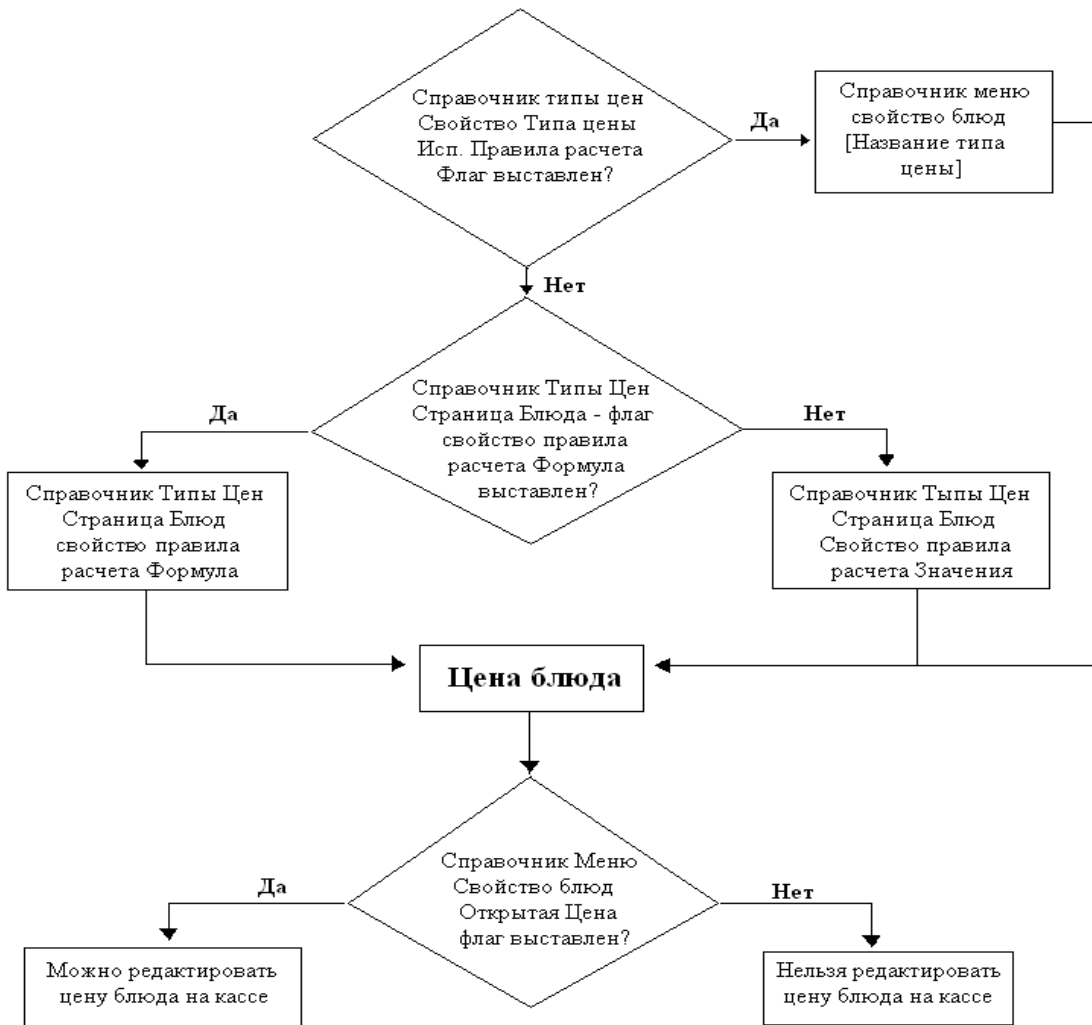 Справочник типы цен
Свойство Типа цены
Исп. Правила расчета
Флаг выставлен?
Да
Справочник меню
свойство блюд
[Название типа
цены]
Нет
Справочник Типы Цен
Страница Блюда - флаг
свойство правила
расчета Формула
выставлен?
Да
Нет
Справочник Типы Цен
Страница Блюд
свойство правила
расчета Формула
Справочник Тыпы Цен
Страница Блюд
Свойство правила
расчета Значения
Цена блюда
Справочник Меню
Свойство блюд
Открытая Цена
флаг выставлен?
Да
Нет
Можно редактировать
цену блюда на кассе
Нельзя редактировать
цену блюда на кассе